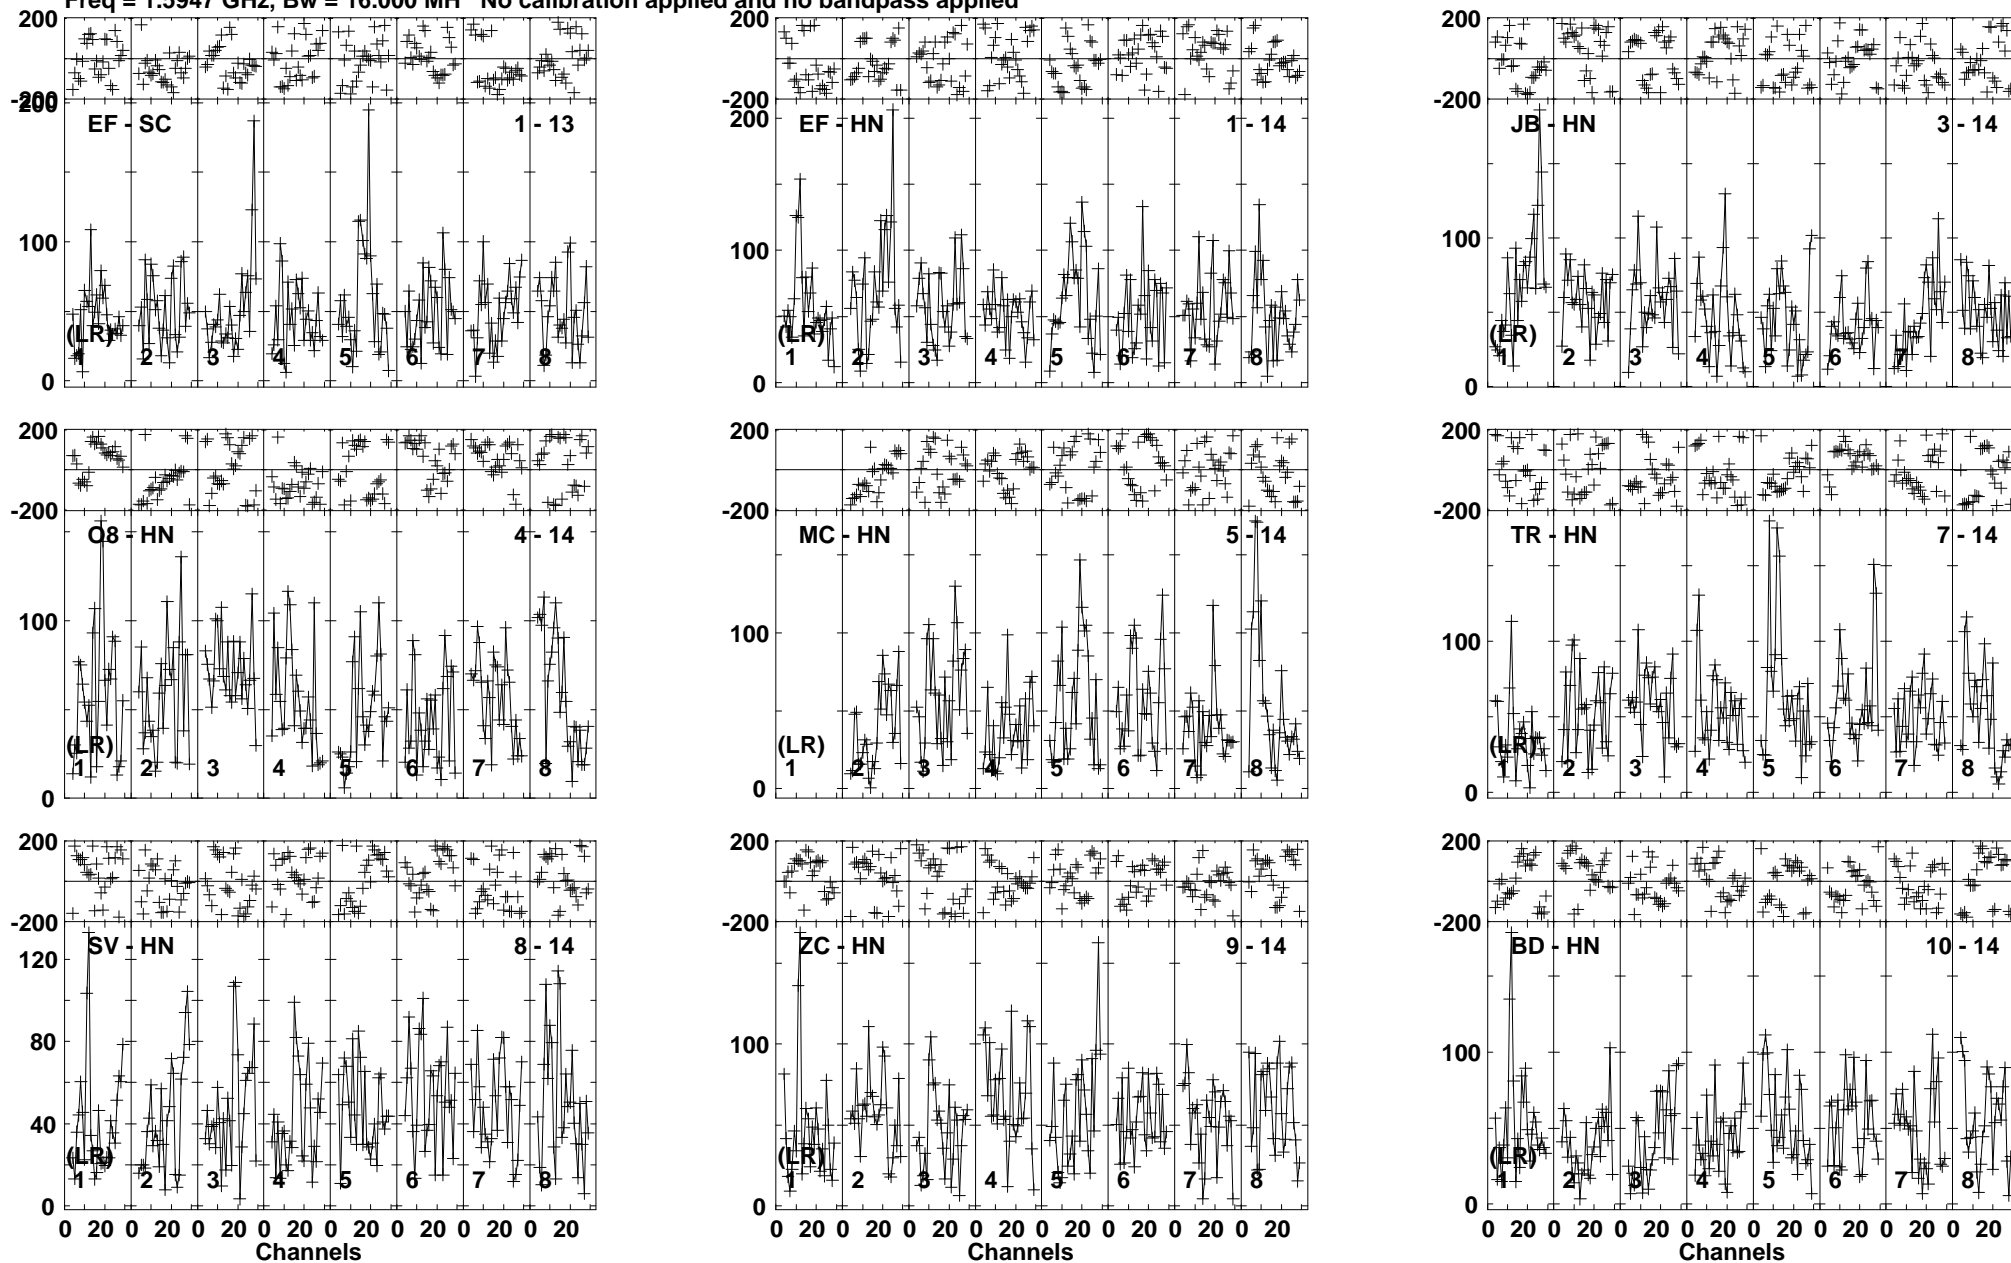 Freq = 1.5947 GHz, Bw = 16.000 MH No calibration applied and no bandpass applied
200
-200
200
100
0
EF - SC
1 - 13
(LR)
1 2 3 4 5 6 7 8
200
-200
200
100
0
EF - HN
1 - 14
(LR)
1 2 3 4 5 6 7 8
200
-200
100
0
JB - HN
3 - 14
(LR)
1 2 3 4 5 6 7 8
200
-200
100
0
O8 - HN
4 - 14
(LR)
1 2 3 4 5 6 7 8
200
-200
100
0
MC - HN
5 - 14
(LR)
1 2 3 4 5 6 7 8
200
-200
100
0
TR - HN
7 - 14
(LR)
1 2 3 4 5 6 7 8
200
-200
120
80
40
0
SV - HN
8 - 14
(LR)
1 2 3 4 5 6 7 8
0 20 0 20 0 20 0 20 0 20 0 20 0 20 0 20
Channels
200
-200
100
0
ZC - HN
9 - 14
(LR)
1 2 3 4 5 6 7 8
0 20 0 20 0 20 0 20 0 20 0 20 0 20 0 20
Channels
200
-200
100
0
BD - HN
10 - 14
(LR)
1 2 3 4 5 6 7 8
0 20 0 20 0 20 0 20 0 20 0 20 0 20 0 20
Channels